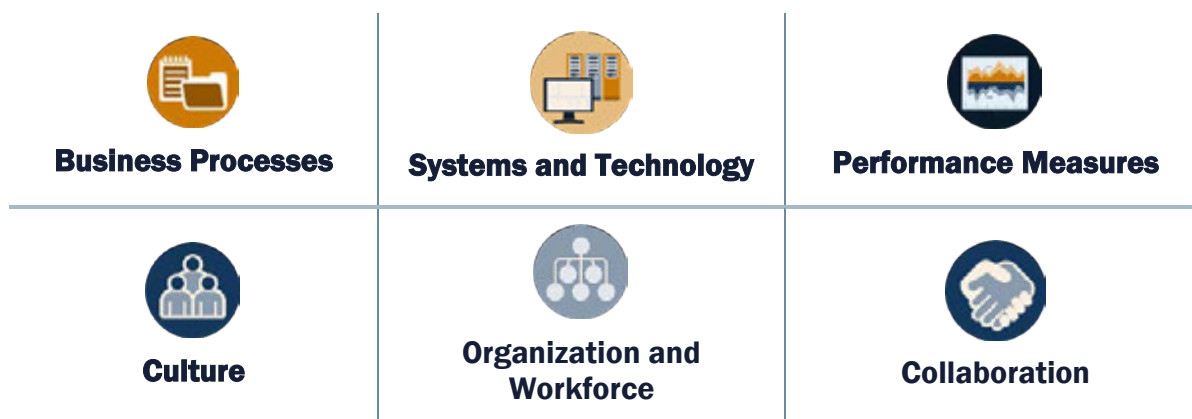 Business Processes
Systems and Technology
Performance Measures
Culture
Organization and
Workforce
Collaboration